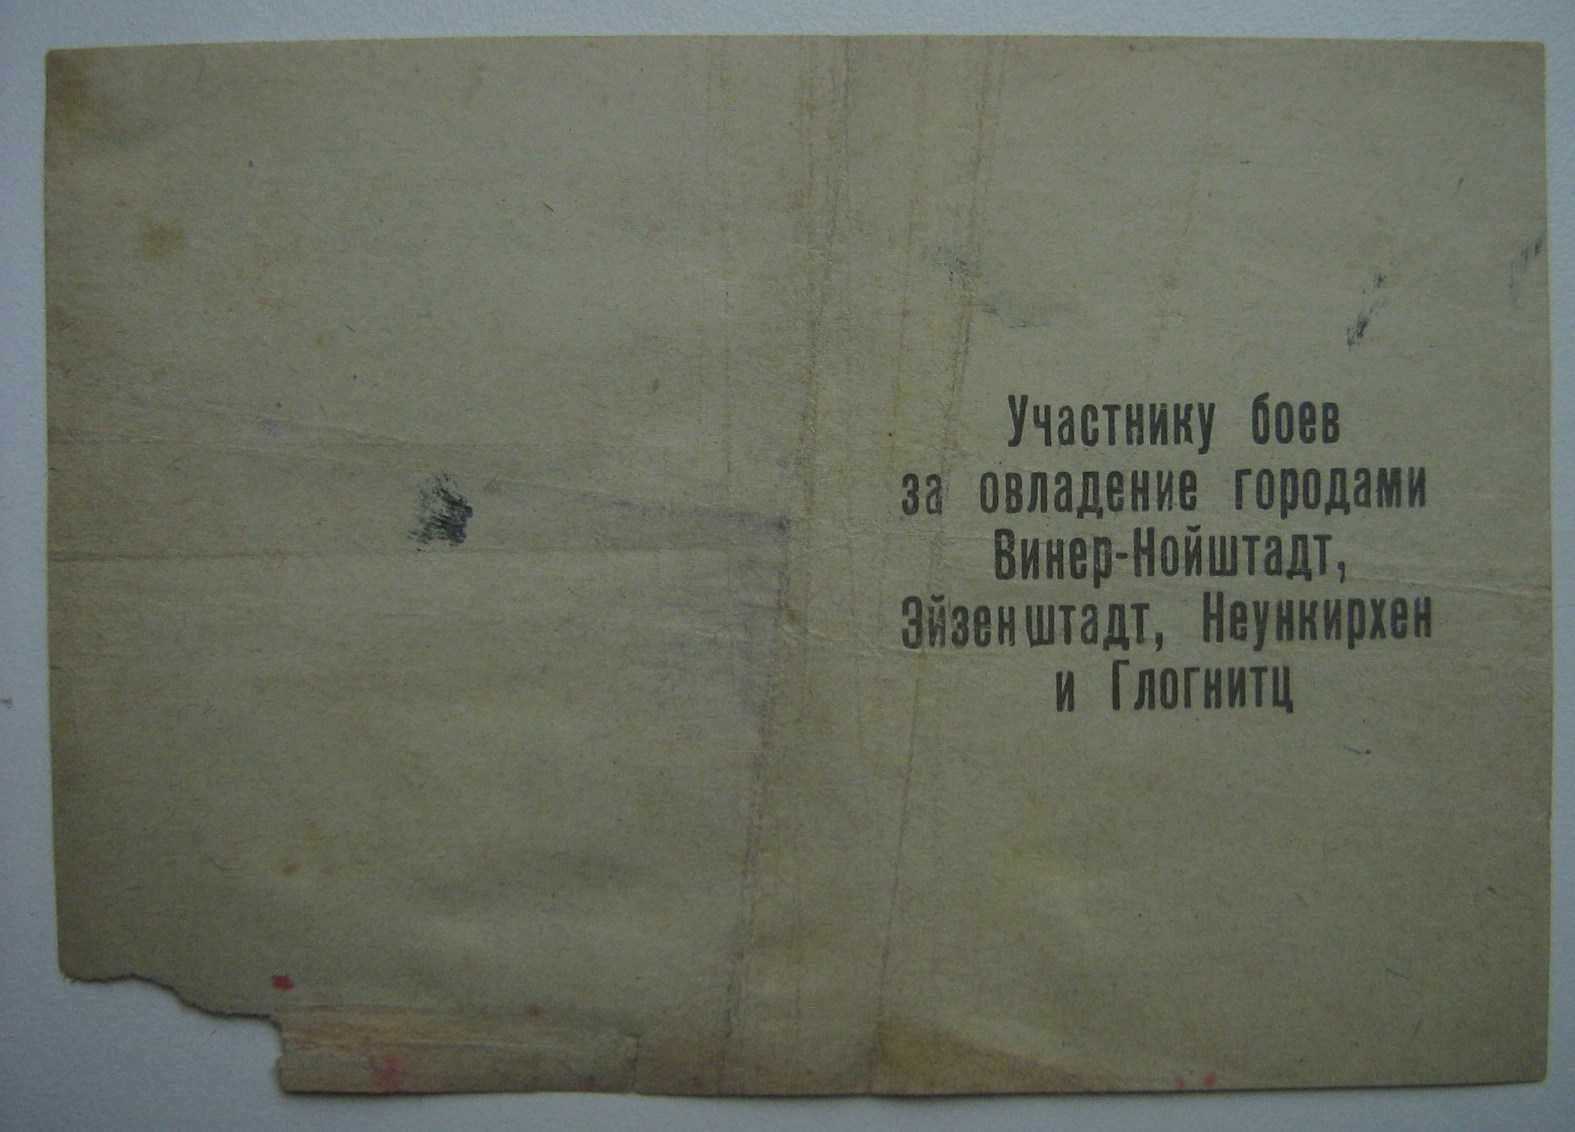 Участнику боев
за овладение городами
Винер-Нойштадт,
Эйзенштадт, Неункирхен
и Глогнитц